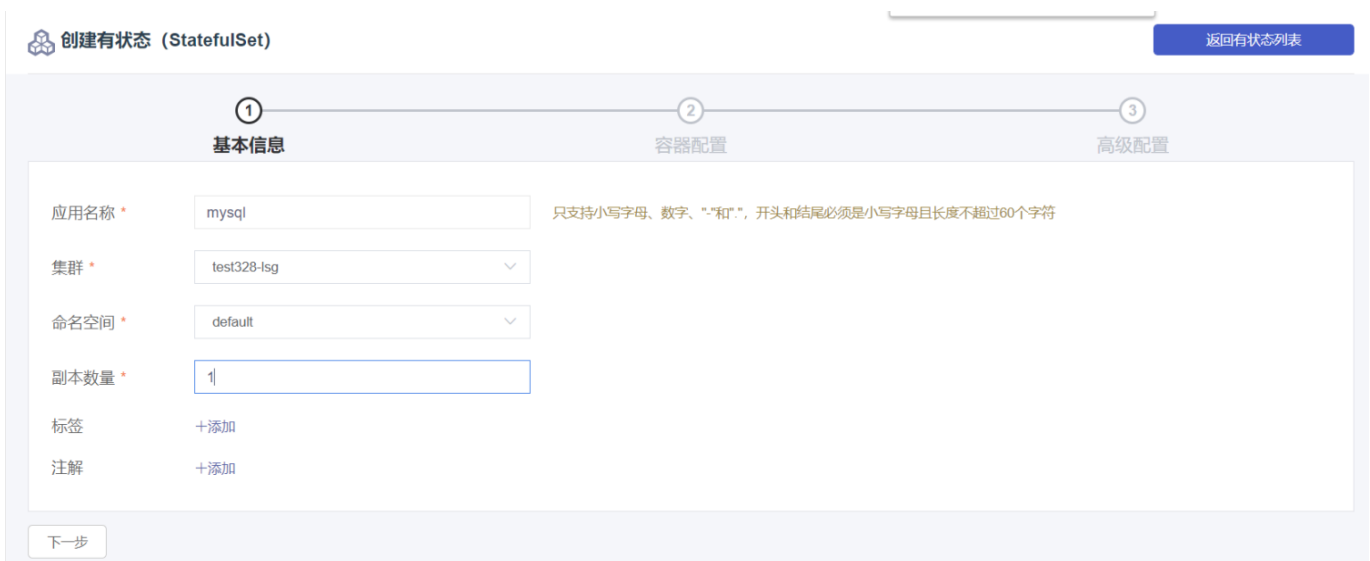 创建有状态（StatefulSet）
返回有状态列表
1
2
3
基本信息
容器配置
高级配置
应用名称 *
mysql
只支持小写字母、数字、"-"和".", 开头和结尾必须是小写字母且长度不超过60个字符
集群 *
test328-lsg
命名空间 *
default
副本数量 *
1
标签
+添加
注解
+添加
下一步